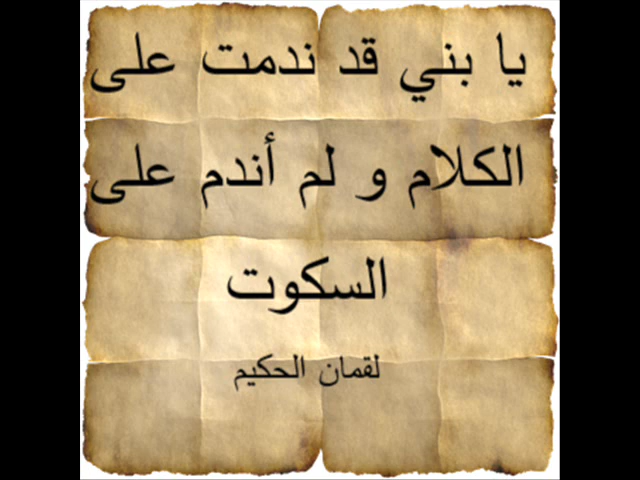 يا بني قد ندمت على
الكلام و لم أندم على
السكوت
لقمان الحكيم